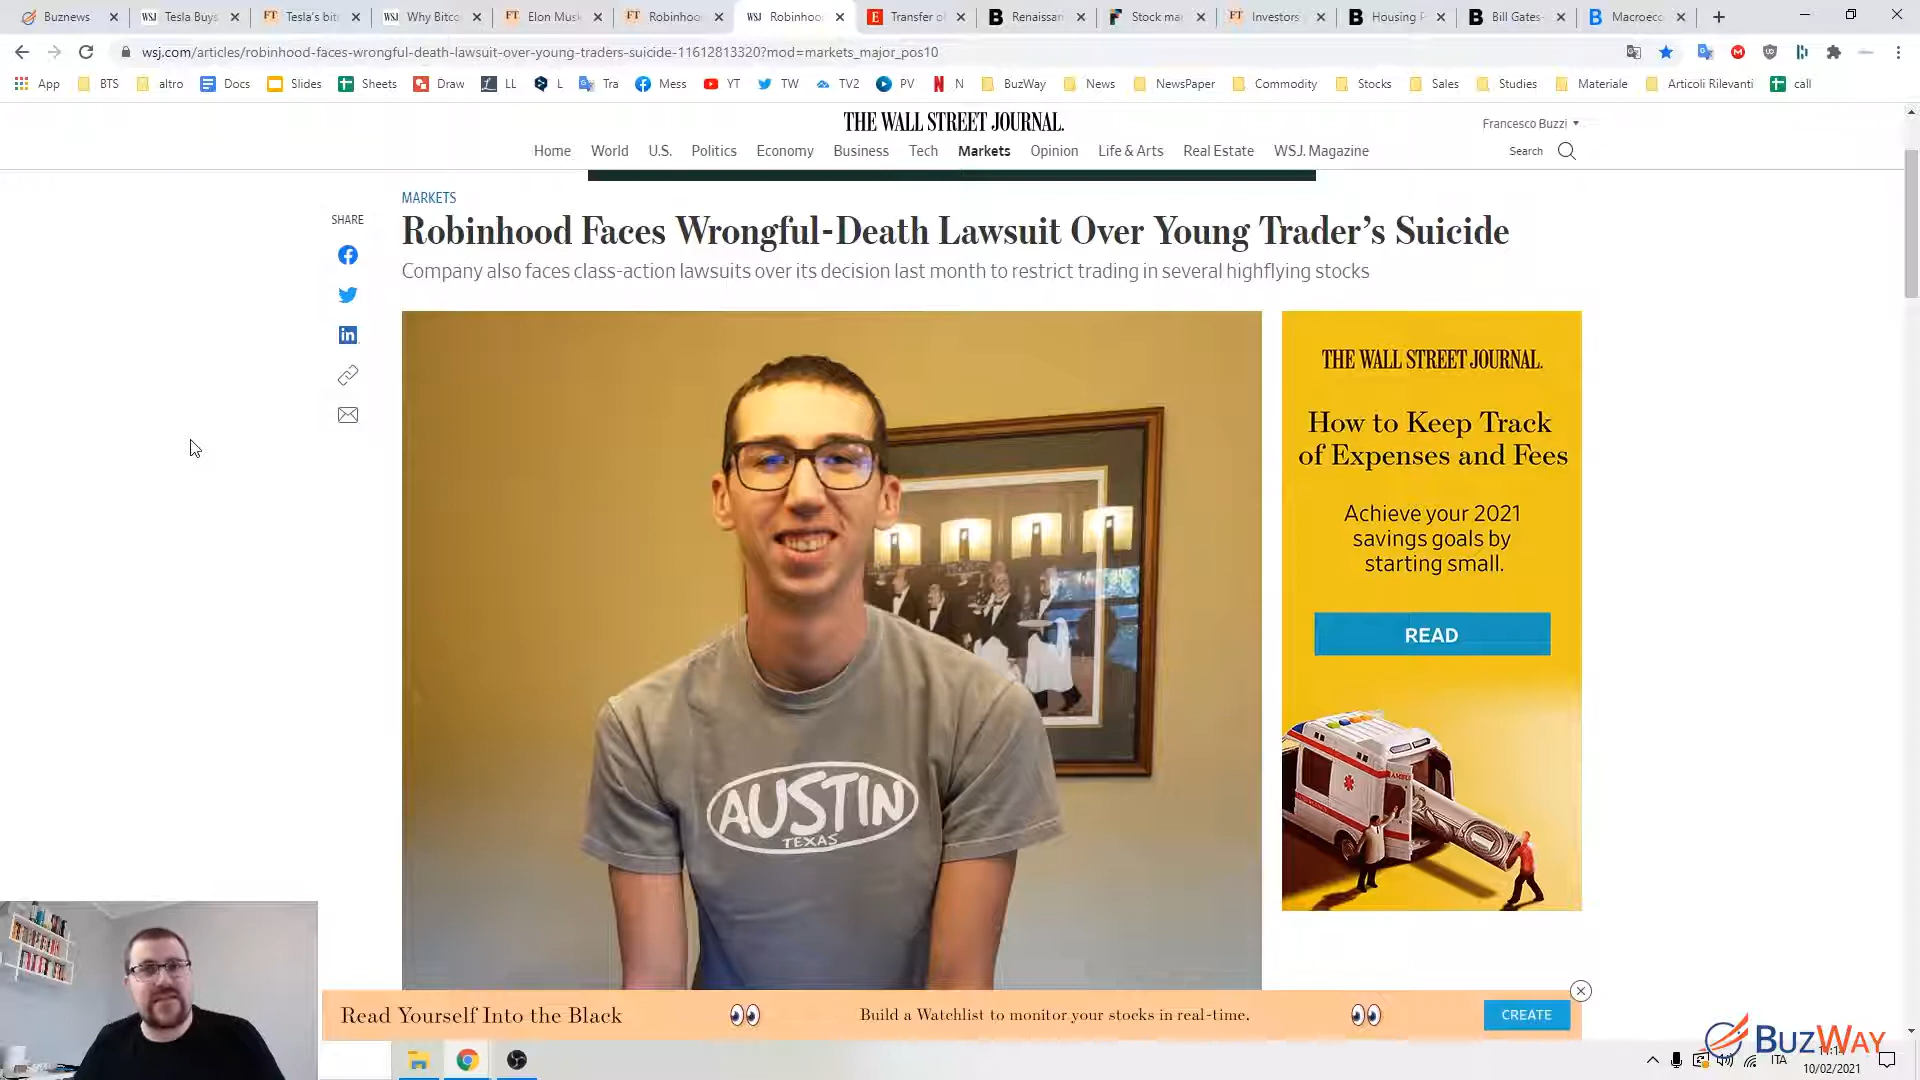 Buznews
WSJ Tesla Buys
FT Tesla's bit
WSJ Why Bitco
FT Elon Musk
FT Robinhoo
WSJ Robinhoo
E Transfer o
B Renaissan
Stock ma
FT Investors
B Housing
B Bill Gates
B Macroeco
wsj.com/articles/robinhood-faces-wrongful-death-lawsuit-over-young-traders-suicide-11612813320?mod=markets_major_pos10
App BTS altro Docs Slides Sheets Draw LL L Tra Mess YT TW TV2 PV N BuzWay News NewsPaper Commodity Stocks Sales Studies Materiale Articoli Rilevanti call
THE WALL STREET JOURNAL.
Francesco Buzzi
Home World U.S. Politics Economy Business Tech Markets Opinion Life & Arts Real Estate WSJ. Magazine
Search
MARKETS
SHARE
Robinhood Faces Wrongful-Death Lawsuit Over Young Trader's Suicide
Company also faces class-action lawsuits over its decision last month to restrict trading in several highflying stocks
AUSTIN
TEXAS
THE WALL STREET JOURNAL.
How to Keep Track
of Expenses and Fees
Achieve your 2021
savings goals by
starting small.
READ
Read Yourself Into the Black
Build a Watchlist to monitor your stocks in real-time.
CREATE
BUZWAY
ITA
10/02/2021